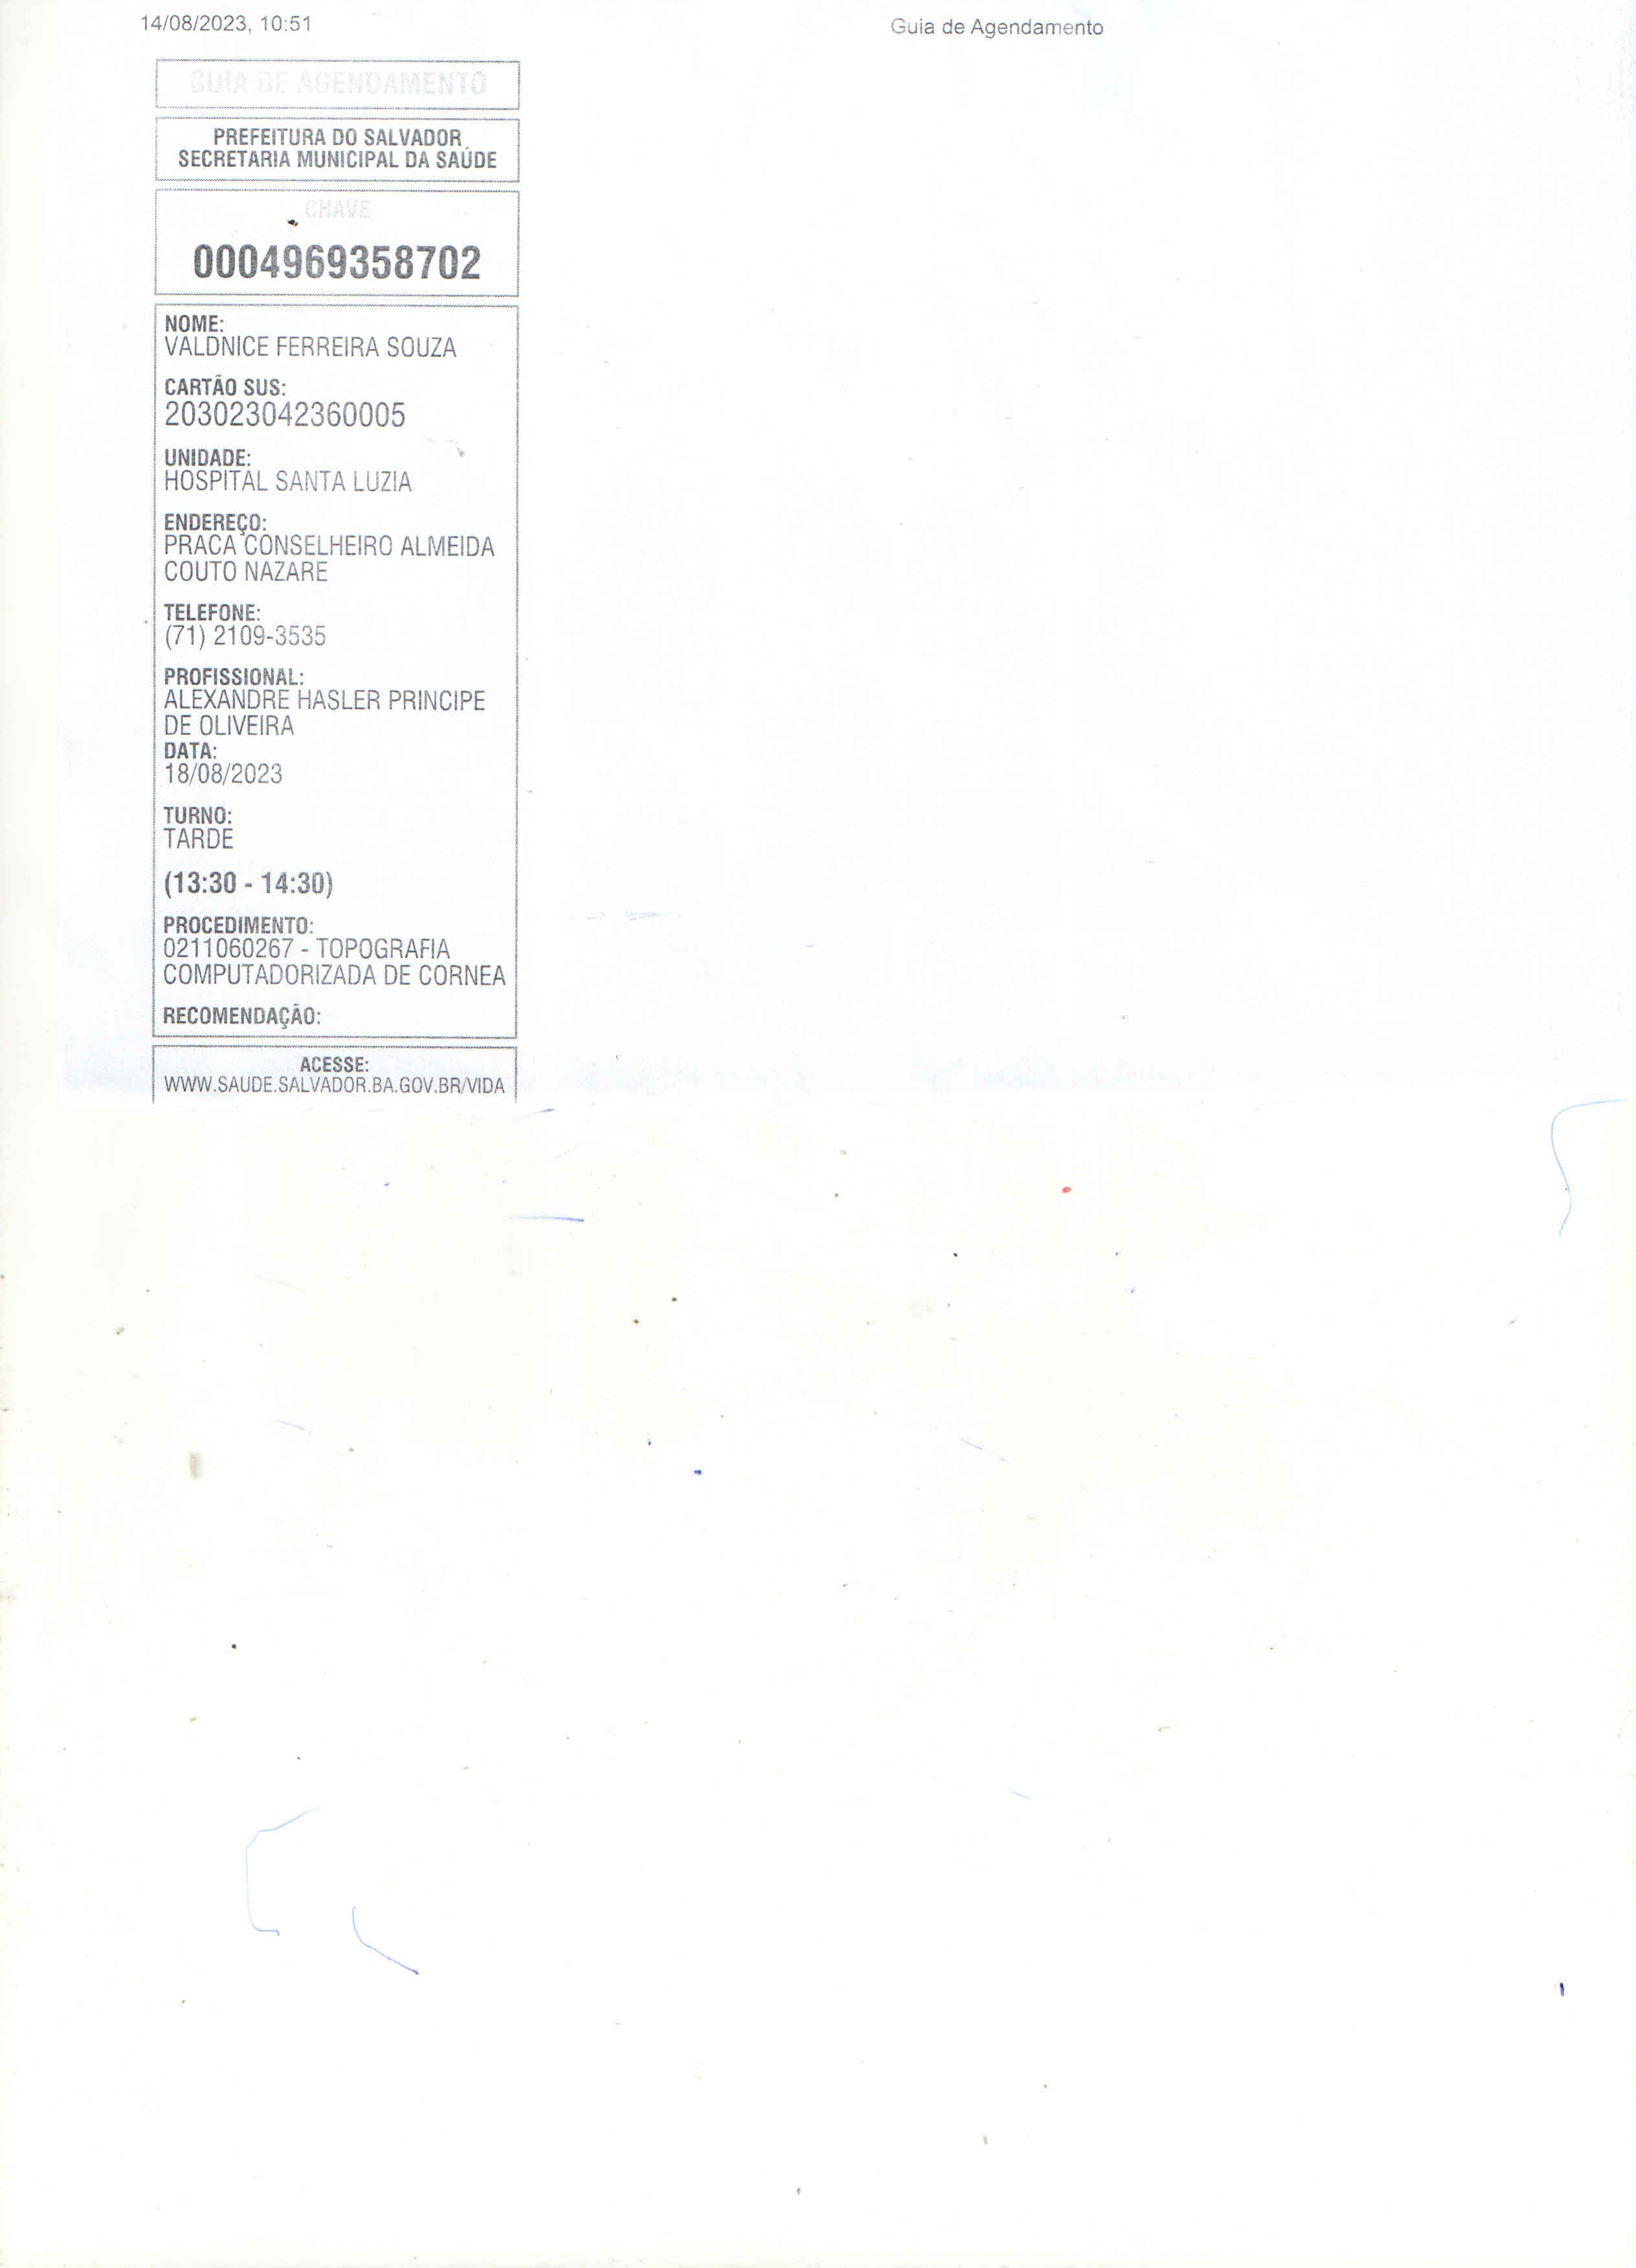 14/08/2023, 10:51
Guia de Agendamento
GUIA DE AGENDAMENTO
PREFEITURA DO SALVADOR
SECRETARIA MUNICIPAL DA SAÚDE
CHAVE
0004969358702
NOME:
VALDNICE FERREIRA SOUZA
CARTÃO SUS:
203023042360005
UNIDADE:
HOSPITAL SANTA LUZIA
ENDEREÇO:
PRACA CONSELHEIRO ALMEIDA
COUTO NAZARE
TELEFONE:
(71) 2109-3535
PROFISSIONAL:
ALEXANDRE HASLER PRINCIPE
DE OLIVEIRA
DATA:
18/08/2023
TURNO:
TARDE
(13:30 - 14:30)
PROCEDIMENTO:
0211060267 - TOPOGRAFIA
COMPUTADORIZADA DE CORNEA
RECOMENDAÇÃO:
ACESSE:
WWW.SAUDE.SALVADOR.BA.GOV.BR/VIDA